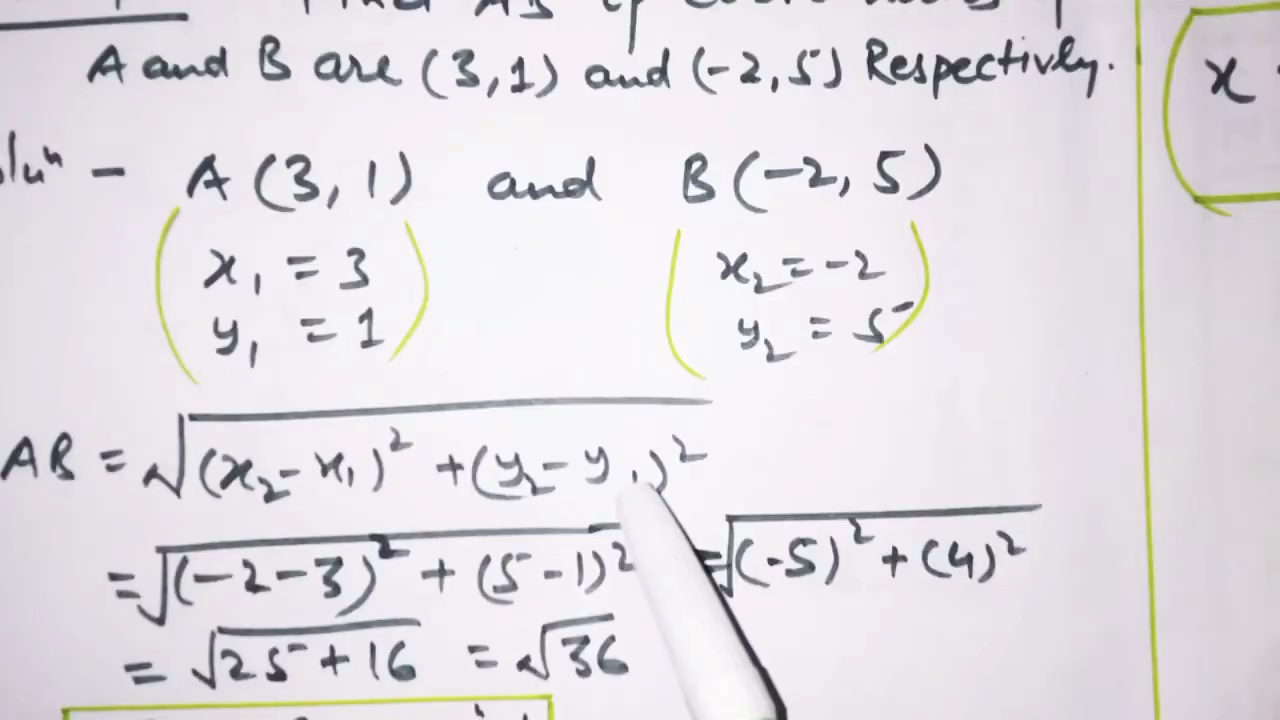 A and B are (3,1) and (-2,5) Respectivly.
- A (3, 1) and B (-2, 5)
x₁ = 3 x₂ = -2
y₁ = 1 y₂ = 5
AB = √(x₂ - x₁)² + (y₂ - y₁)²
= √(-2-3)² + (5-1)² = √(-5)² + (4)²
= √25+16 = √36
x